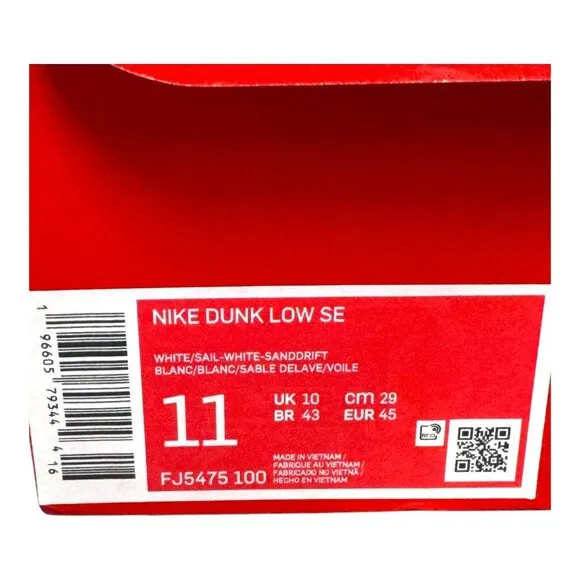 NIKE DUNK LOW SE
WHITE/SAIL-WHITE-SANDDRIFT
BLANC/BLANC/SABLE DELAVE/VOILE
11
UK 10 CM 29
BR 43 EUR 45
MADE IN VIETNAM/
FABRIQUE AU VIETNAM/
FABRICADO NO VIETNÃ/
HECHO EN VIETNAM
FJ5475 100
RFID
1 96605 79344 4 16